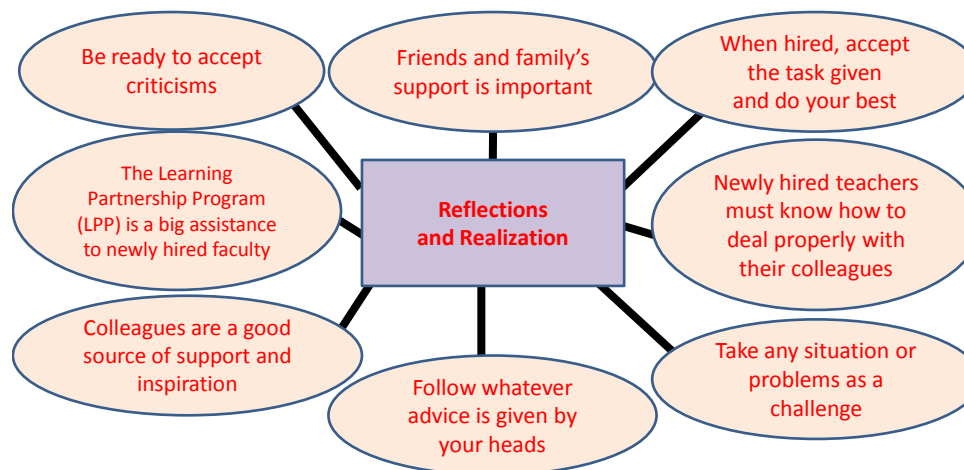 Be ready to accept
criticisms
Friends and family’s
support is important
When hired, accept
the task given
and do your best
The Learning
Partnership Program
(LPP) is a big assistance
to newly hired faculty
Reflections
and Realization
Newly hired teachers
must know how to
deal properly with
their colleagues
Colleagues are a good
source of support and
inspiration
Follow whatever
advice is given by
your heads
Take any situation or
problems as a
challenge